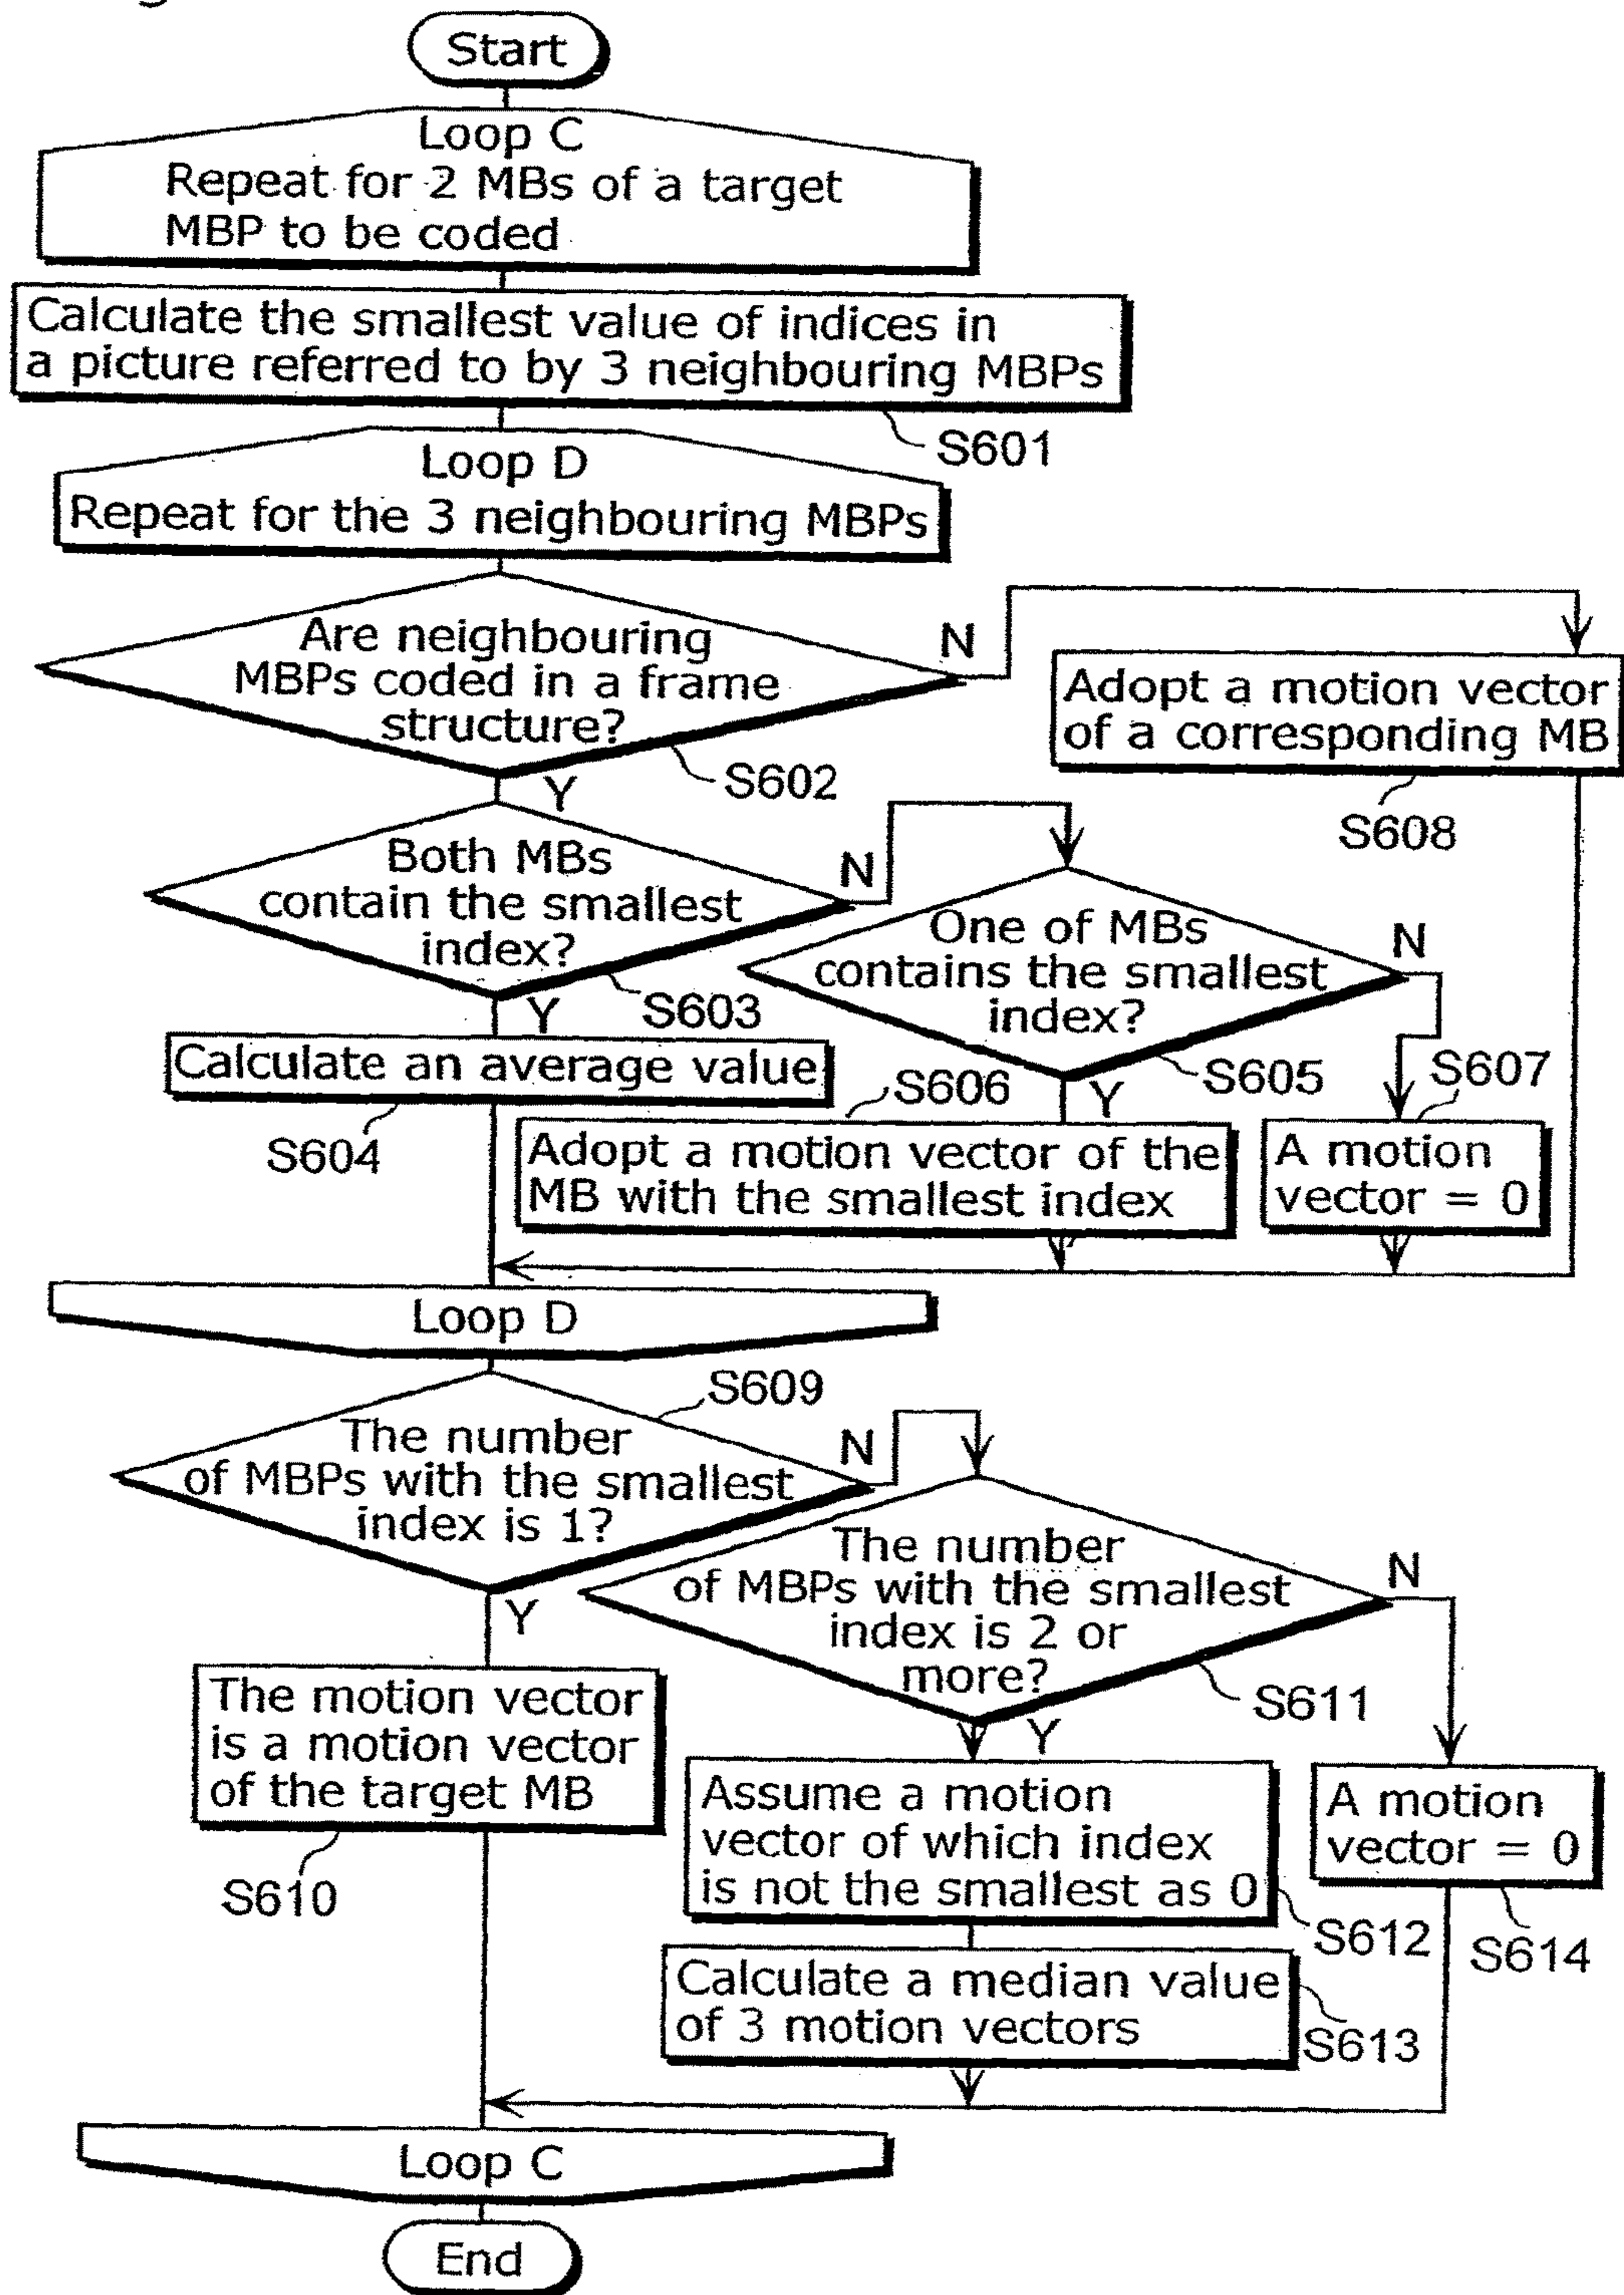 Start
Loop C
Repeat for 2 MBs of a target
MBP to be coded
Calculate the smallest value of indices in
a picture referred to by 3 neighbouring MBPs
S601
Loop D
Repeat for the 3 neighbouring MBPs
Are neighbouring
MBPs coded in a frame
structure?
N
S602
Y
Adopt a motion vector
of a corresponding MB
S608
Both MBs
contain the smallest
index?
N
S603
Y
One of MBs
contains the smallest
index?
N
S605
Y
Calculate an average value
S604
S606
Adopt a motion vector of the
MB with the smallest index
S607
A motion
vector = 0
Loop D
S609
The number
of MBPs with the smallest
index is 1?
N
Y
The number
of MBPs with the smallest
index is 2 or
more?
N
S611
Y
The motion vector
is a motion vector
of the target MB
S610
Assume a motion
vector of which index
is not the smallest as 0
S612
A motion
vector = 0
S614
Calculate a median value
of 3 motion vectors
S613
Loop C
End